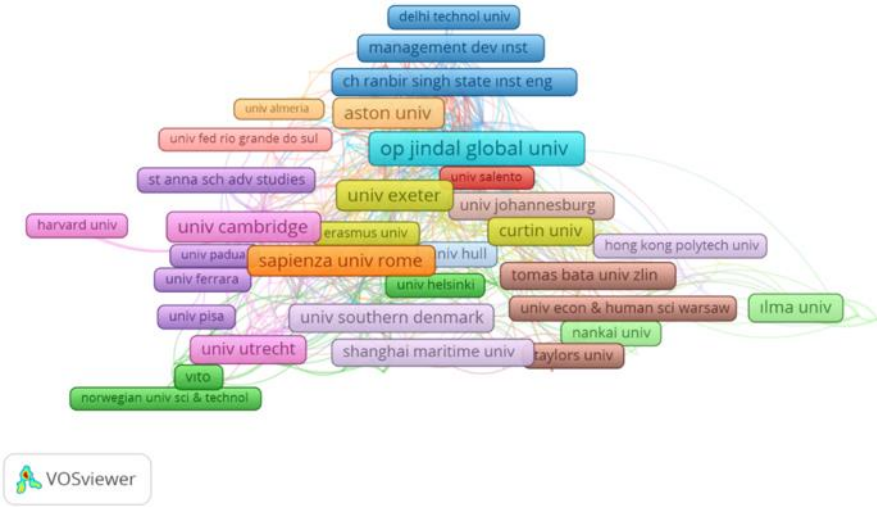 delhi technol univ
management dev inst
ch ranbir singh state inst eng
univ almeria
aston univ
univ fed rio grande do sul
op jindal global univ
st anna sch adv studies
univ salento
univ exeter
univ johannesburg
harvard univ
univ cambridge
erasmus univ
curtin univ
hong kong polytech univ
univ padua
sapienza univ rome
univ hull
univ ferrara
univ helsinki
tomas bata univ zlin
univ pisa
univ southern denmark
univ econ & human sci warsaw
ilma univ
nankai univ
univ utrecht
shanghai maritime univ
taylors univ
vito
norwegian univ sci & technol
VOSviewer